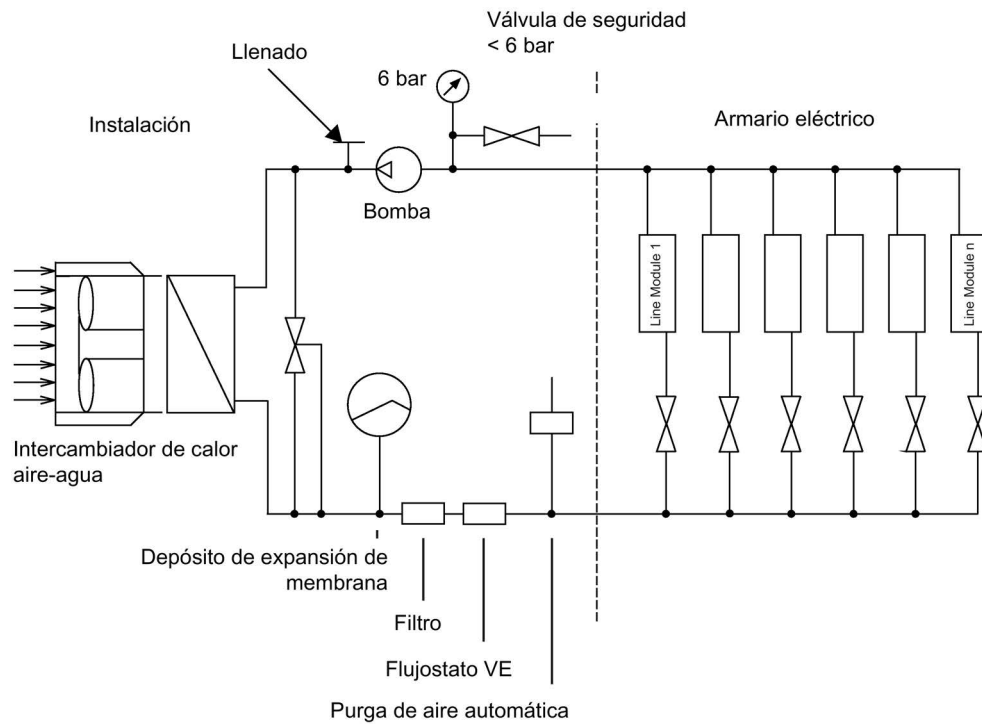 Válvula de seguridad
< 6 bar
Llenado
6 bar
Instalación
Armario eléctrico
Bomba
Line Module 1
Line Module n
Intercambiador de calor
aire-agua
Depósito de expansión de
membrana
Filtro
Flujostato VE
Purga de aire automática